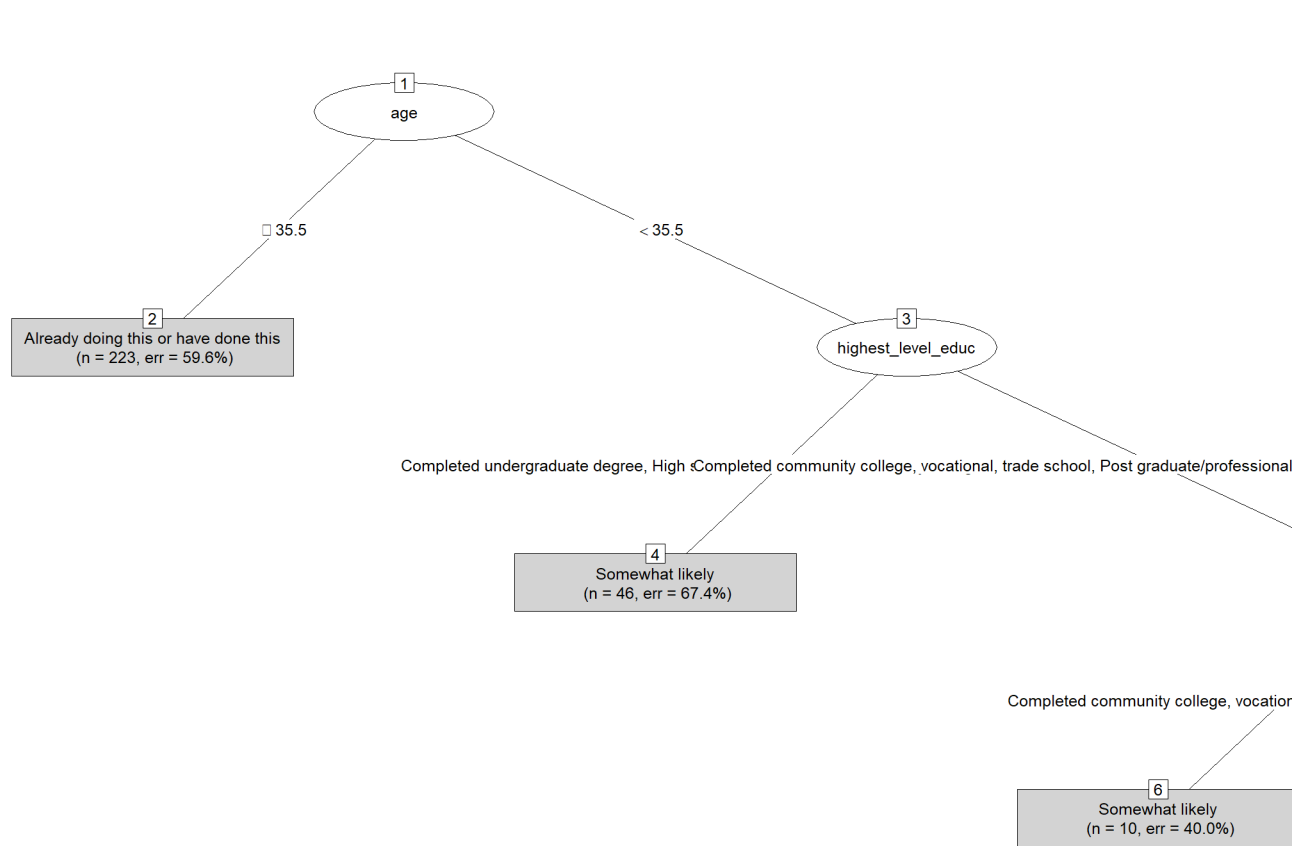 1
age
□ 35.5
< 35.5
2
Already doing this or have done this
(n = 223, err = 59.6%)
3
highest_level_educ
Completed undergraduate degree, High
Completed community college, vocational, trade school, Post graduate/professional
4
Somewhat likely
(n = 46, err = 67.4%)
Completed community college,
6
Somewhat likely
(n = 10, err = 40.0%)